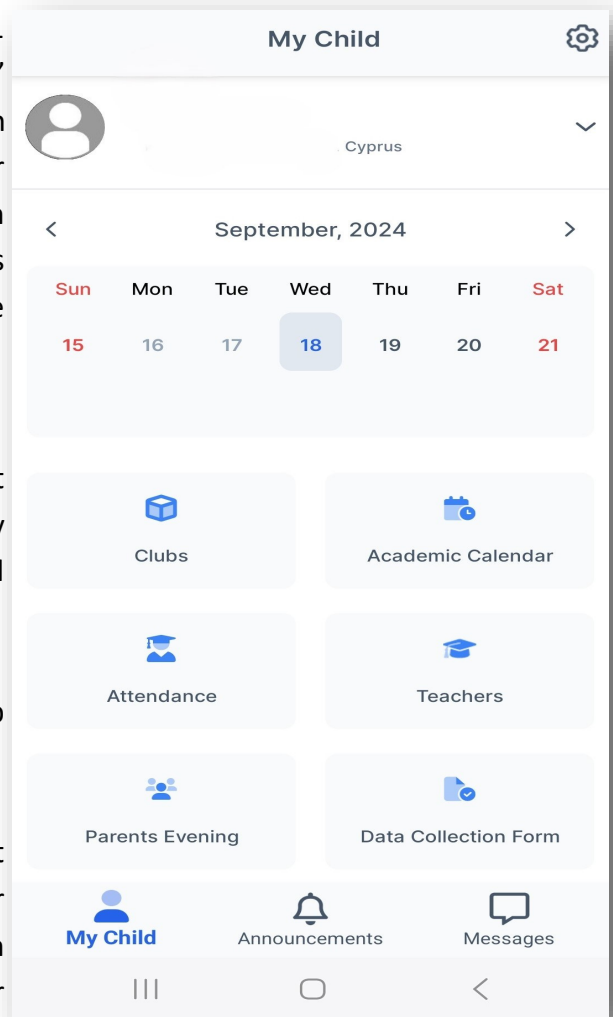 My Child
, Cyprus
September, 2024
Sun Mon Tue Wed Thu Fri Sat
15 16 17 18 19 20 21
Clubs Academic Calendar
Attendance Teachers
Parents Evening Data Collection Form
My Child Announcements Messages